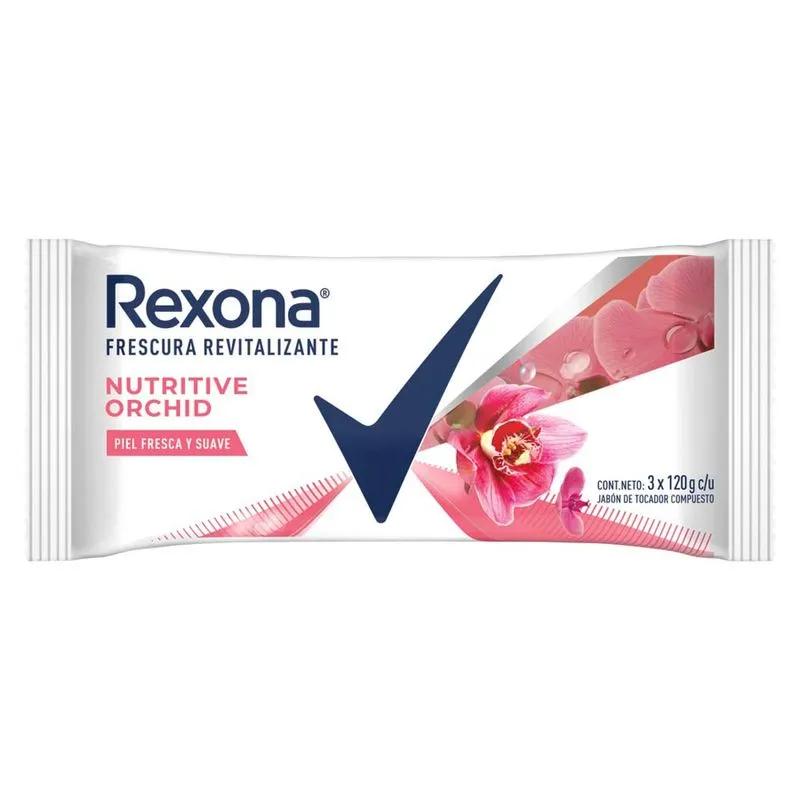 Rexona®
FRESCURA REVITALIZANTE
NUTRITIVE
ORCHID
PIEL FRESCA Y SUAVE
CONT.NETO: 3 x 120g c/u
JABÓN DE TOCADOR COMPUESTO